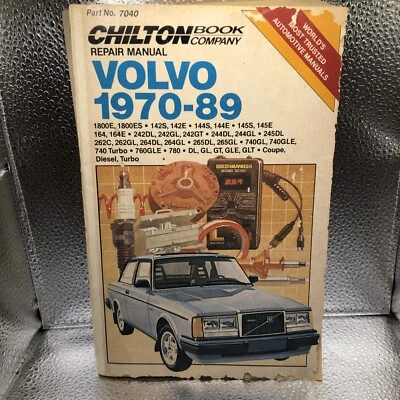 Part No. 7040
CHILTON BOOK COMPANY
REPAIR MANUAL
WORLD'S
MOST TRUSTED
AUTOMOTIVE MANUALS
VOLVO
1970-89
1800E, 1800ES • 142S, 142E • 144S, 144E • 145S, 145E
164, 164E • 242DL, 242GL, 242GT • 244DL, 244GL • 245DL
262C, 262GL, 264DL, 264GL • 265DL, 265GL • 740GL, 740GLE,
740 Turbo • 760GLE • 780 • DL, GL, GT, GLE, GLT • Coupe,
Diesel, Turbo